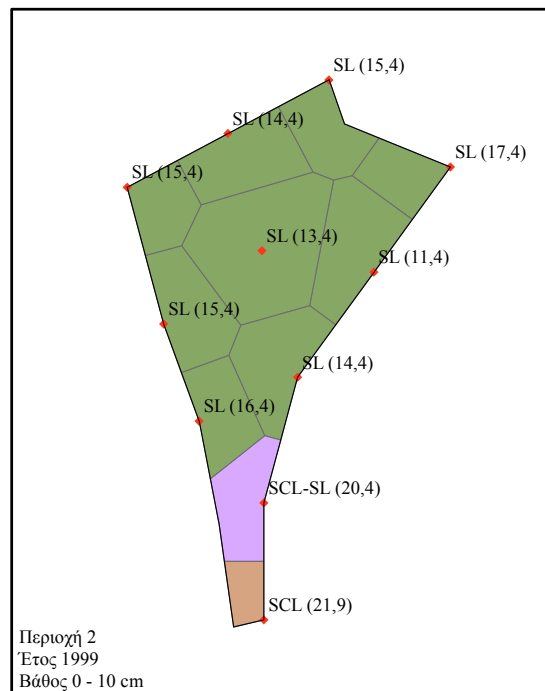 SL (15,4)
SL (14,4)
SL (17,4)
SL (15,4)
SL (13,4)
SL (11,4)
SL (15,4)
SL (14,4)
SL (16,4)
SCL-SL (20,4)
SCL (21,9)
Περιοχή 2
Έτος 1999
Βάθος 0 - 10 cm